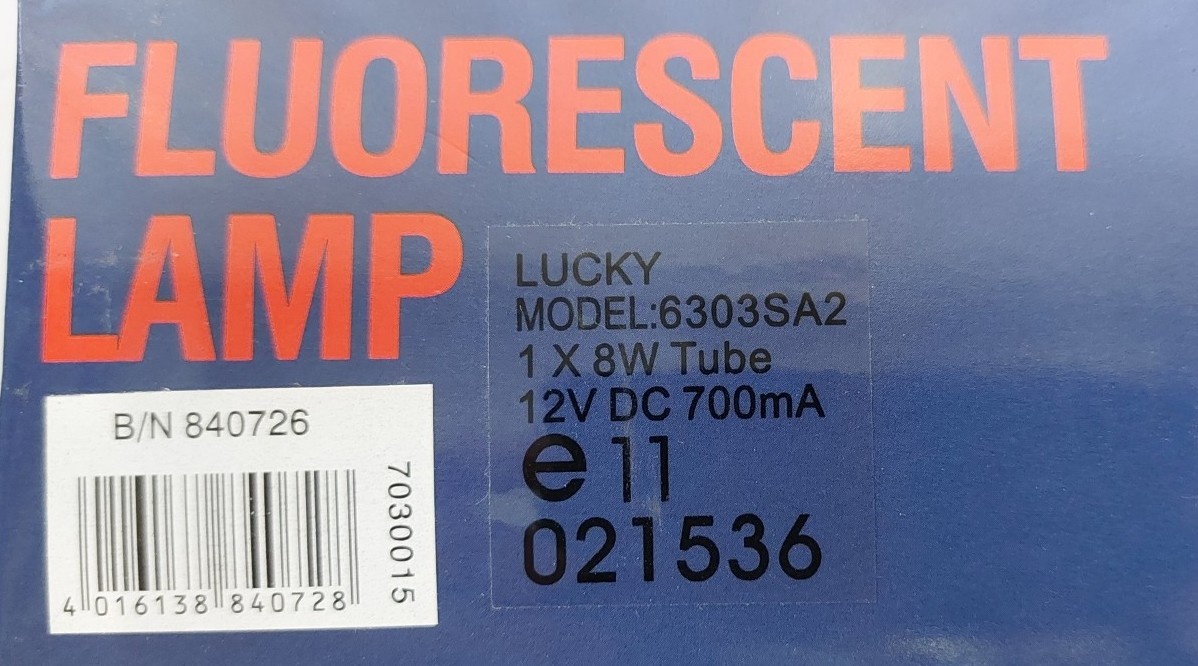 FLUORESCENT
LAMP
LUCKY
MODEL:6303SA2
1 X 8W Tube
12V DC 700mA
e 11
021536
B/N 840726
4 016138 840728
7030015